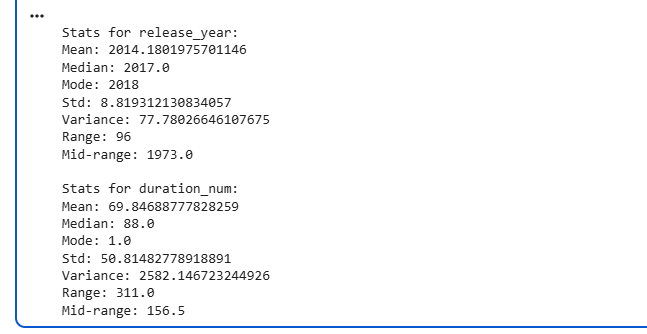 ...
Stats for release_year:
Mean: 2014.1801975701146
Median: 2017.0
Mode: 2018
Std: 8.819312130834057
Variance: 77.78026646107675
Range: 96
Mid-range: 1973.0
Stats for duration_num:
Mean: 69.84688777828259
Median: 88.0
Mode: 1.0
Std: 50.81482778918891
Variance: 2582.146723244926
Range: 311.0
Mid-range: 156.5